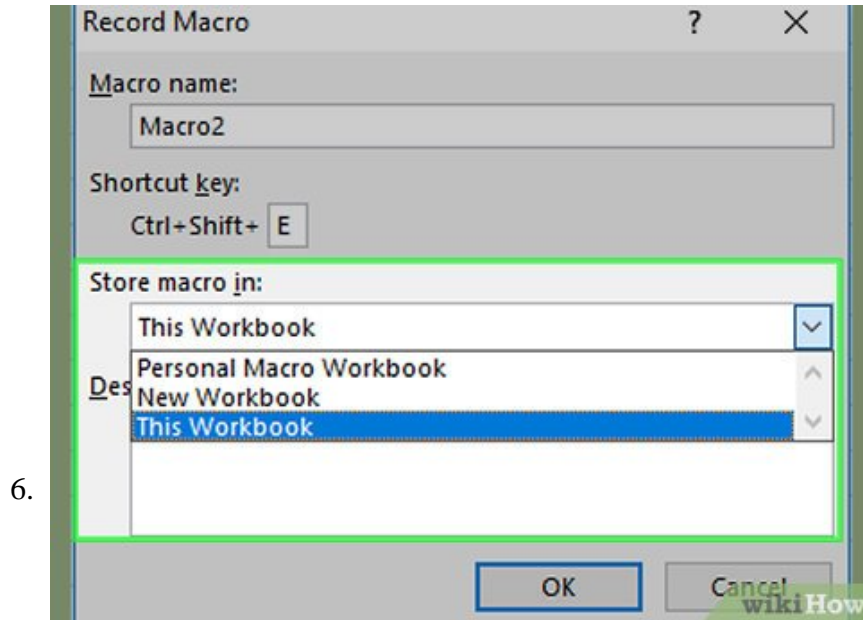 Record Macro ? X
Macro name:
Macro2
Shortcut key:
Ctrl+Shift+ E
Store macro in:
This Workbook
Personal Macro Workbook
Des
New Workbook
This Workbook
6.
OK Cancel
wikiHow